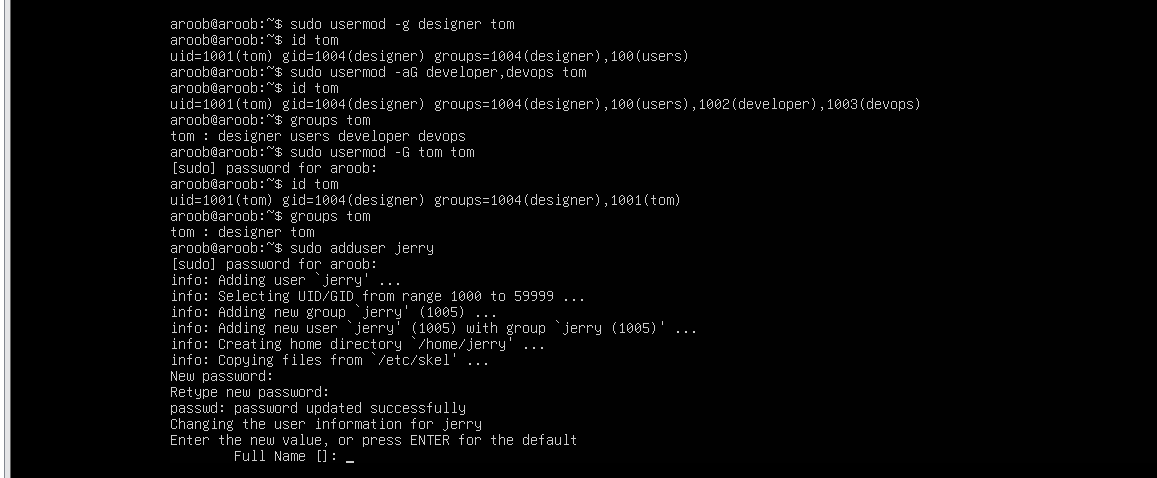 aroob@aroob:~$ sudo usermod -g designer tom
aroob@aroob:~$ id tom
uid=1001(tom) gid=1004(designer) groups=1004(designer),100(users)
aroob@aroob:~$ sudo usermod -aG developer,devops tom
aroob@aroob:~$ id tom
uid=1001(tom) gid=1004(designer) groups=1004(designer),100(users),1002(developer),1003(devops)
aroob@aroob:~$ groups tom
tom : designer users developer devops
aroob@aroob:~$ sudo usermod -G tom tom
[sudo] password for aroob:
aroob@aroob:~$ id tom
uid=1001(tom) gid=1004(designer) groups=1004(designer),1001(tom)
aroob@aroob:~$ groups tom
tom : designer tom
aroob@aroob:~$ sudo adduser jerry
[sudo] password for aroob:
info: Adding user `jerry' ...
info: Selecting UID/GID from range 1000 to 59999 ...
info: Adding new group `jerry' (1005) ...
info: Adding new user `jerry' (1005) with group `jerry (1005)' ...
info: Creating home directory `/home/jerry' ...
info: Copying files from `/etc/skel' ...
New password:
Retype new password:
passwd: password updated successfully
Changing the user information for jerry
Enter the new value, or press ENTER for the default
Full Name []: _